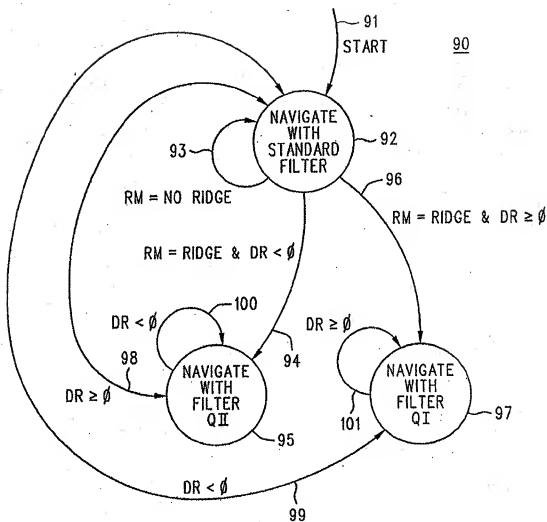 91
START
90
NAVIGATE
WITH
STANDARD
FILTER
92
93
96
RM = NO RIDGE
RM = RIDGE & DR ≥ ∅
RM = RIDGE & DR < ∅
100
DR < ∅
DR ≥ ∅
94
98
NAVIGATE
WITH
FILTER
QII
NAVIGATE
WITH
FILTER
QI
DR ≥ ∅
101
97
95
DR < ∅
99